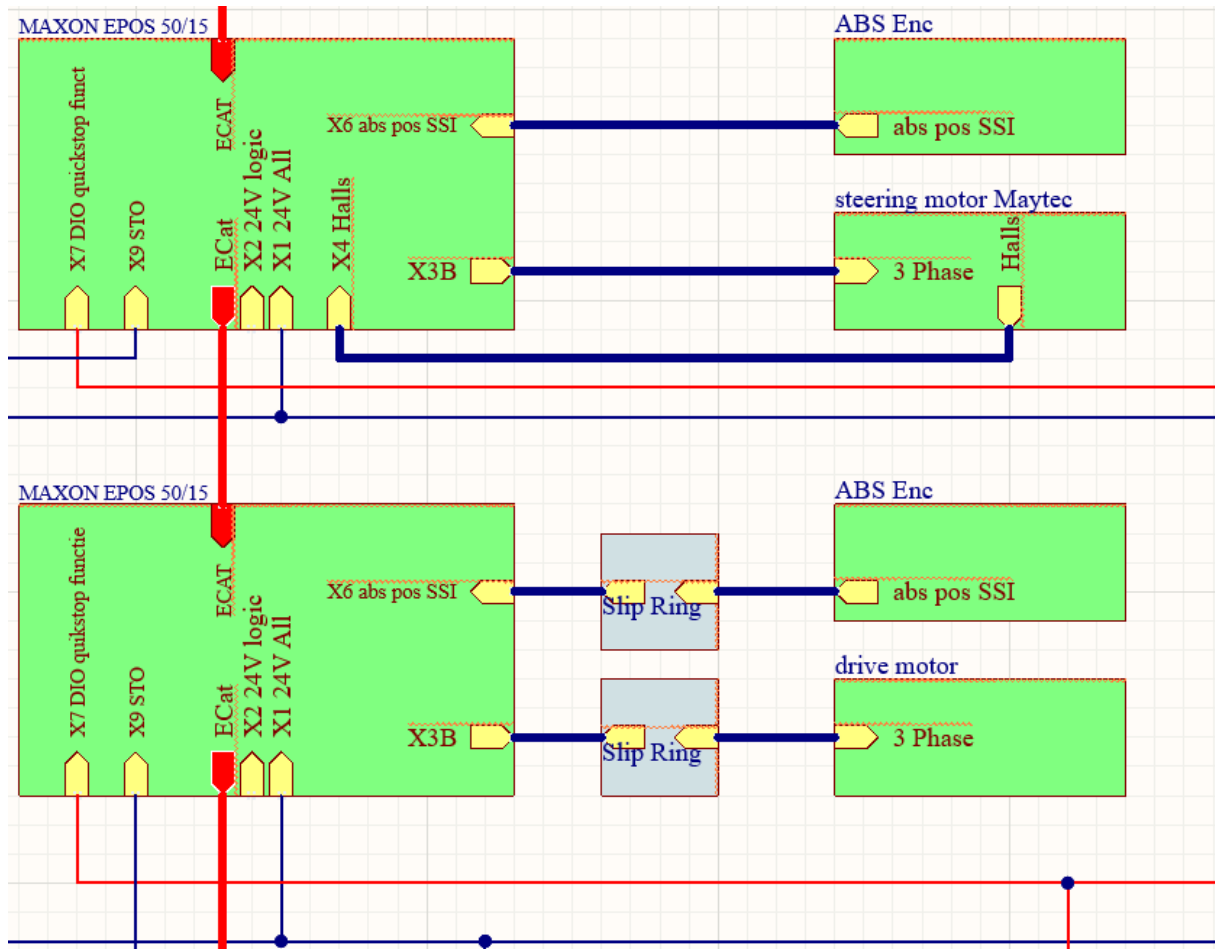 MAXON EPOS 50/15
X7 DIO quickstop funct
X9 STO
ECAT
ECat
X2 24V logic
X1 24V All
X4 Halls
X6 abs pos SSI
X3B
ABS Enc
abs pos SSI
steering motor Maytec
3 Phase
Halls
MAXON EPOS 50/15
X7 DIO quikstop functie
X9 STO
ECAT
ECat
X2 24V logic
X1 24V All
X6 abs pos SSI
X3B
Slip Ring
Slip Ring
ABS Enc
abs pos SSI
drive motor
3 Phase